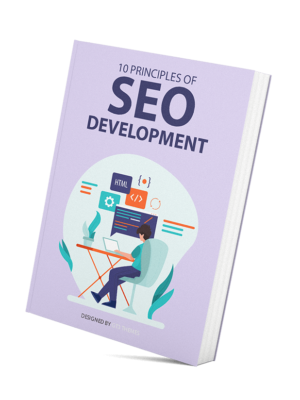 10 PRINCIPLES OF
SEO
DEVELOPMENT
HTML
</>
DESIGNED BY